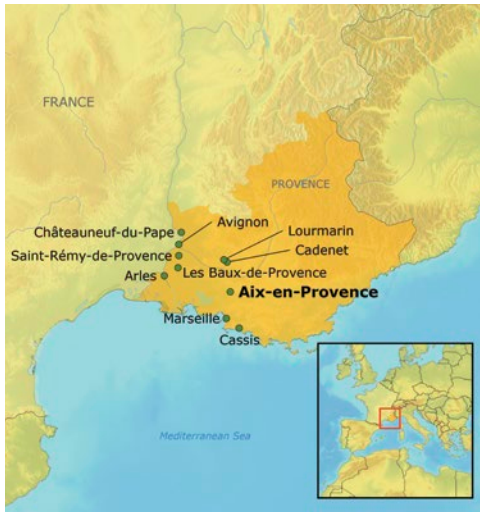 FRANCE
PROVENCE
Châteauneuf-du-Pape
Avignon
Lourmarin
Saint-Rémy-de-Provence
Cadenet
Arles
Les Baux-de-Provence
Aix-en-Provence
Marseille
Cassis
Mediterranean Sea